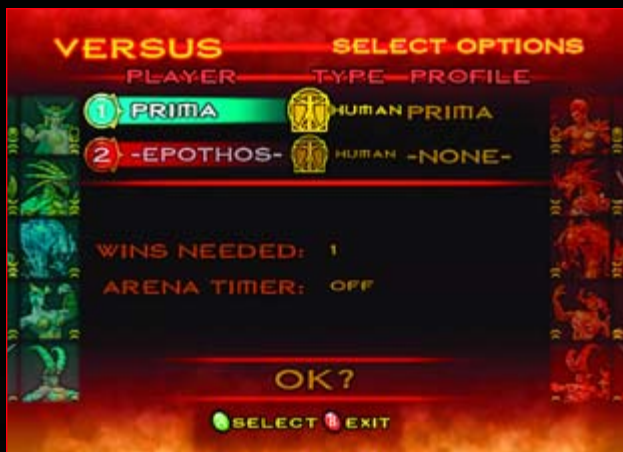 VERSUS SELECT OPTIONS
PLAYER TYPE PROFILE
1 PRIMA HUMAN PRIMA
2 -EPOTHOS- HUMAN -NONE-
WINS NEEDED: 1
ARENA TIMER: OFF
OK?
A SELECT B EXIT